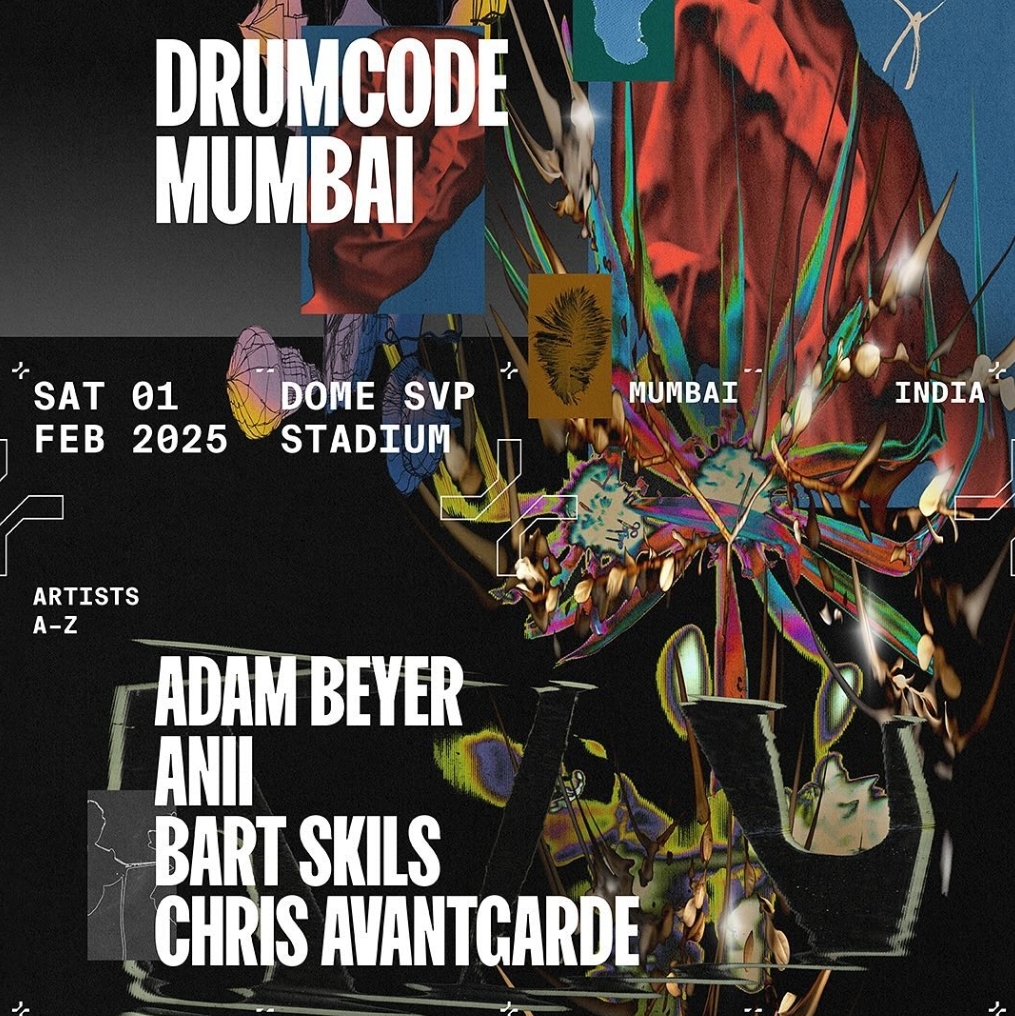 DRUMCODE
MUMBAI
SAT 01
FEB 2025
DOME SVP
STADIUM
MUMBAI
INDIA
ARTISTS
A-Z
ADAM BEYER
ANII
BART SKILS
CHRIS AVANTGARDE